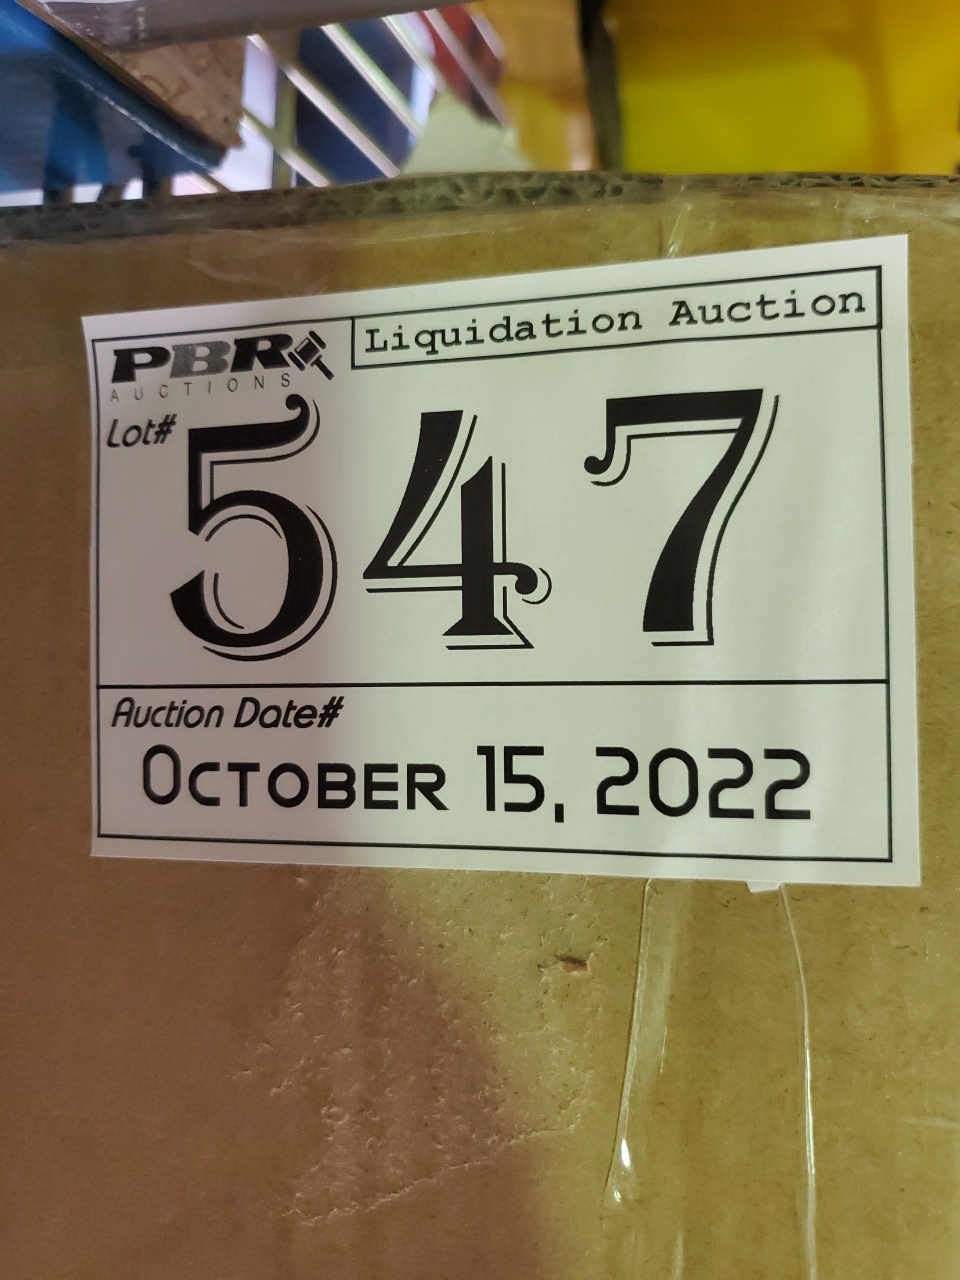 PBR
AUCTIONS
Liquidation Auction
Lot#
547
Auction Date#
OCTOBER 15, 2022